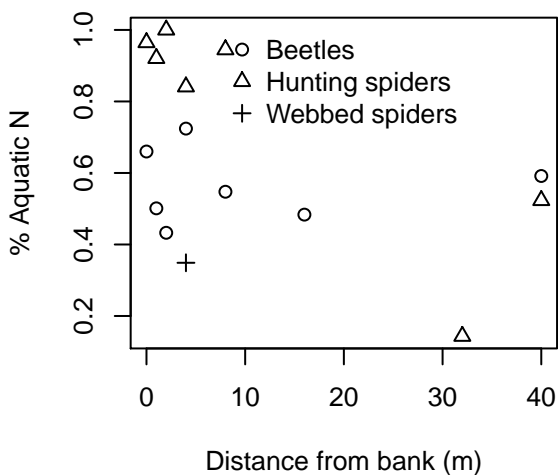 % Aquatic N
1.0
0.8
0.6
0.4
0.2
Beetles
Hunting spiders
Webbed spiders
0 10 20 30 40
Distance from bank (m)